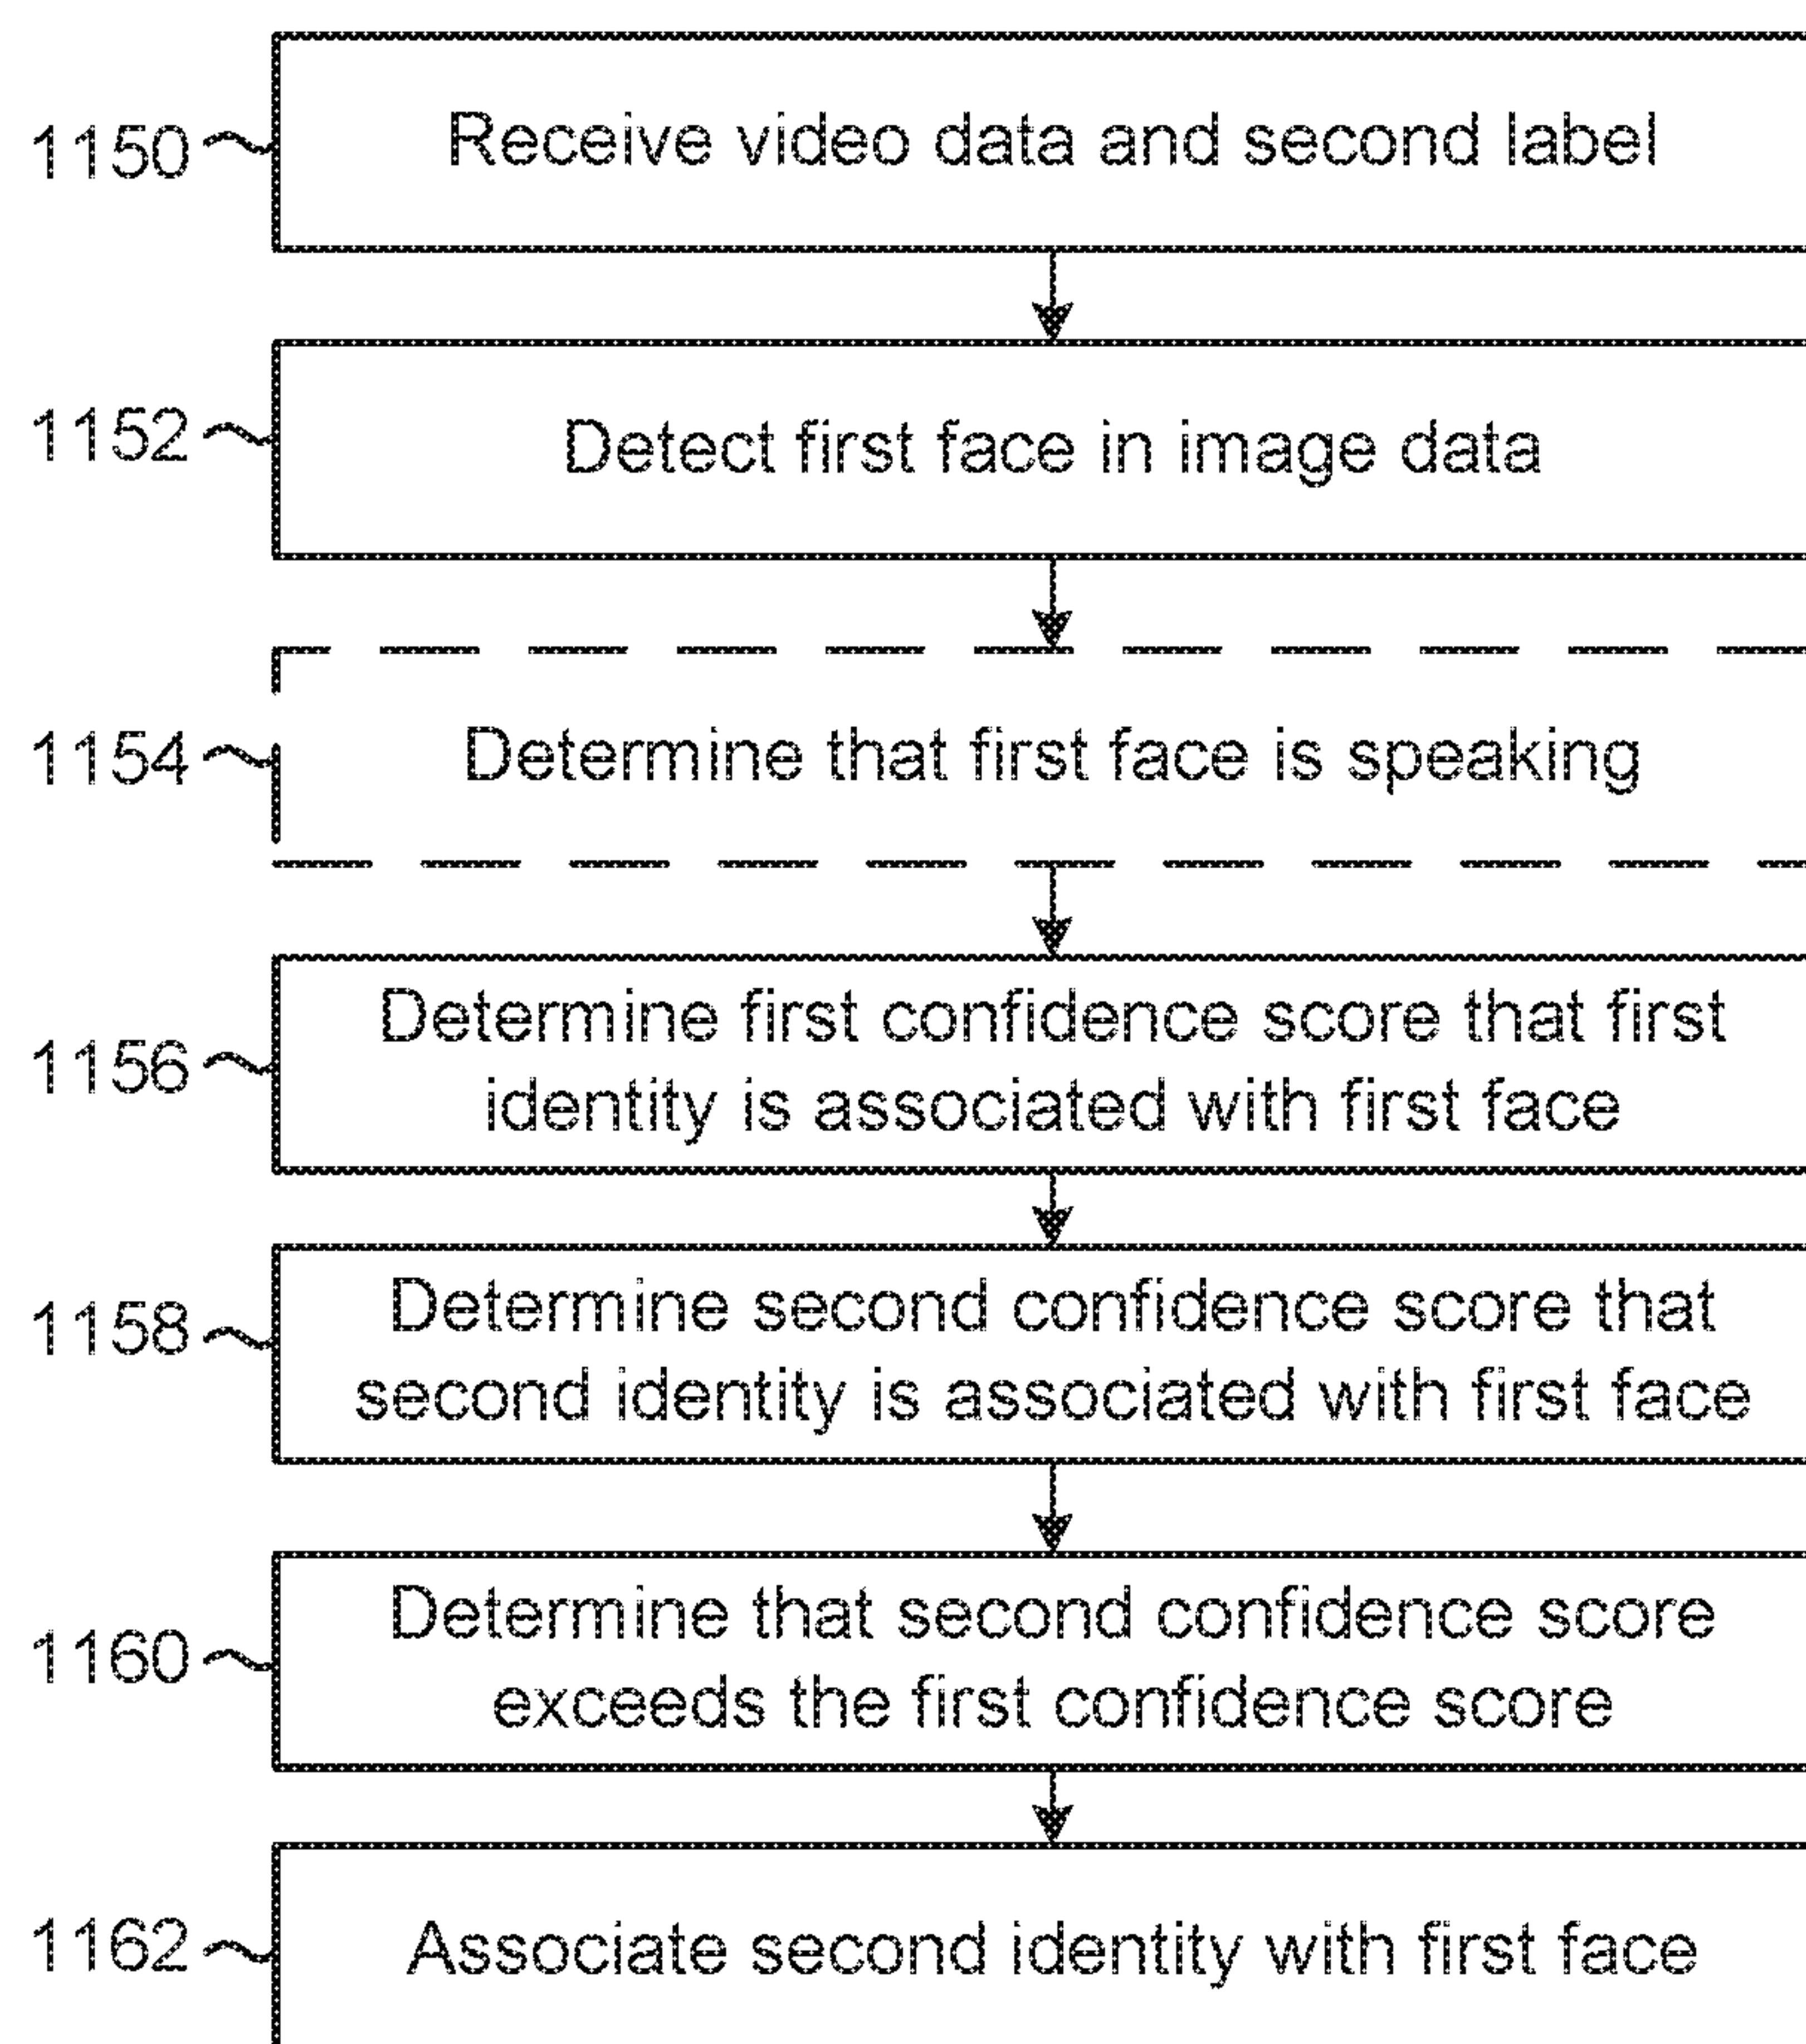 1150 Receive video data and second label
1152 Detect first face in image data
1154 Determine that first face is speaking
Determine first confidence score that first
1156
identity is associated with first face
Determine second confidence score that
1158
second identity is associated with first face
Determine that second confidence score
1160
exceeds the first confidence score
1162 Associate second identity with first face